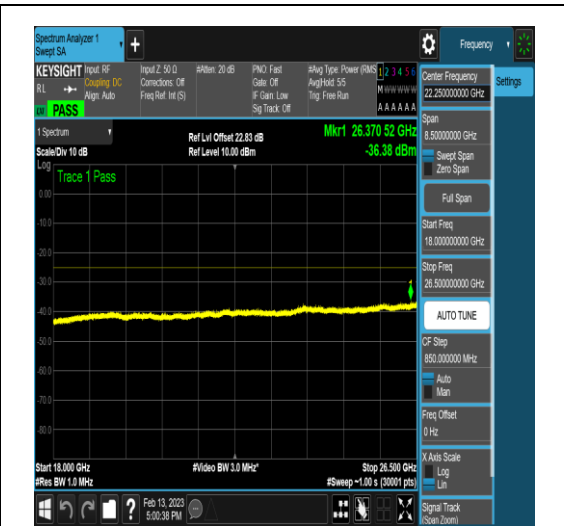 Spectrum Analyzer 1
Swept SA
+
Frequency
KEYSIGHT
Input: RF
Coupling: DC
Align: Auto
RL
PASS
Input Z: 50 Ω
Corrections: Off
Freq Ref: Int (S)
#Atten: 20 dB
PNO: Fast
Gate: Off
IF Gain: Low
Sig Track: Off
#Avg Type: Power (RMS)
Avg|Hold: 5/5
Trig: Free Run
1 2 3 4 5 6
M W W W W W
A A A A A A
Center Frequency
22.250000000 GHz
Settings
Span
8.50000000 GHz
Swept Span
Zero Span
Full Span
Start Freq
18.000000000 GHz
Stop Freq
26.500000000 GHz
AUTO TUNE
CF Step
850.000000 MHz
Auto
Man
Freq Offset
0 Hz
X Axis Scale
Log
Lin
Signal Track
(Span Zoom)
1 Spectrum
Scale/Div 10 dB
Ref Lvl Offset 22.83 dB
Ref Level 10.00 dBm
Mkr1 26.370 52 GHz
-36.38 dBm
Log
Trace 1 Pass
0.00
-10.0
-20.0
-30.0
-40.0
-50.0
-60.0
-70.0
-80.0
1
Start 18.000 GHz
#Res BW 1.0 MHz
#Video BW 3.0 MHz*
Stop 26.500 GHz
#Sweep ~1.00 s (30001 pts)
?
Feb 13, 2023
5:00:38 PM